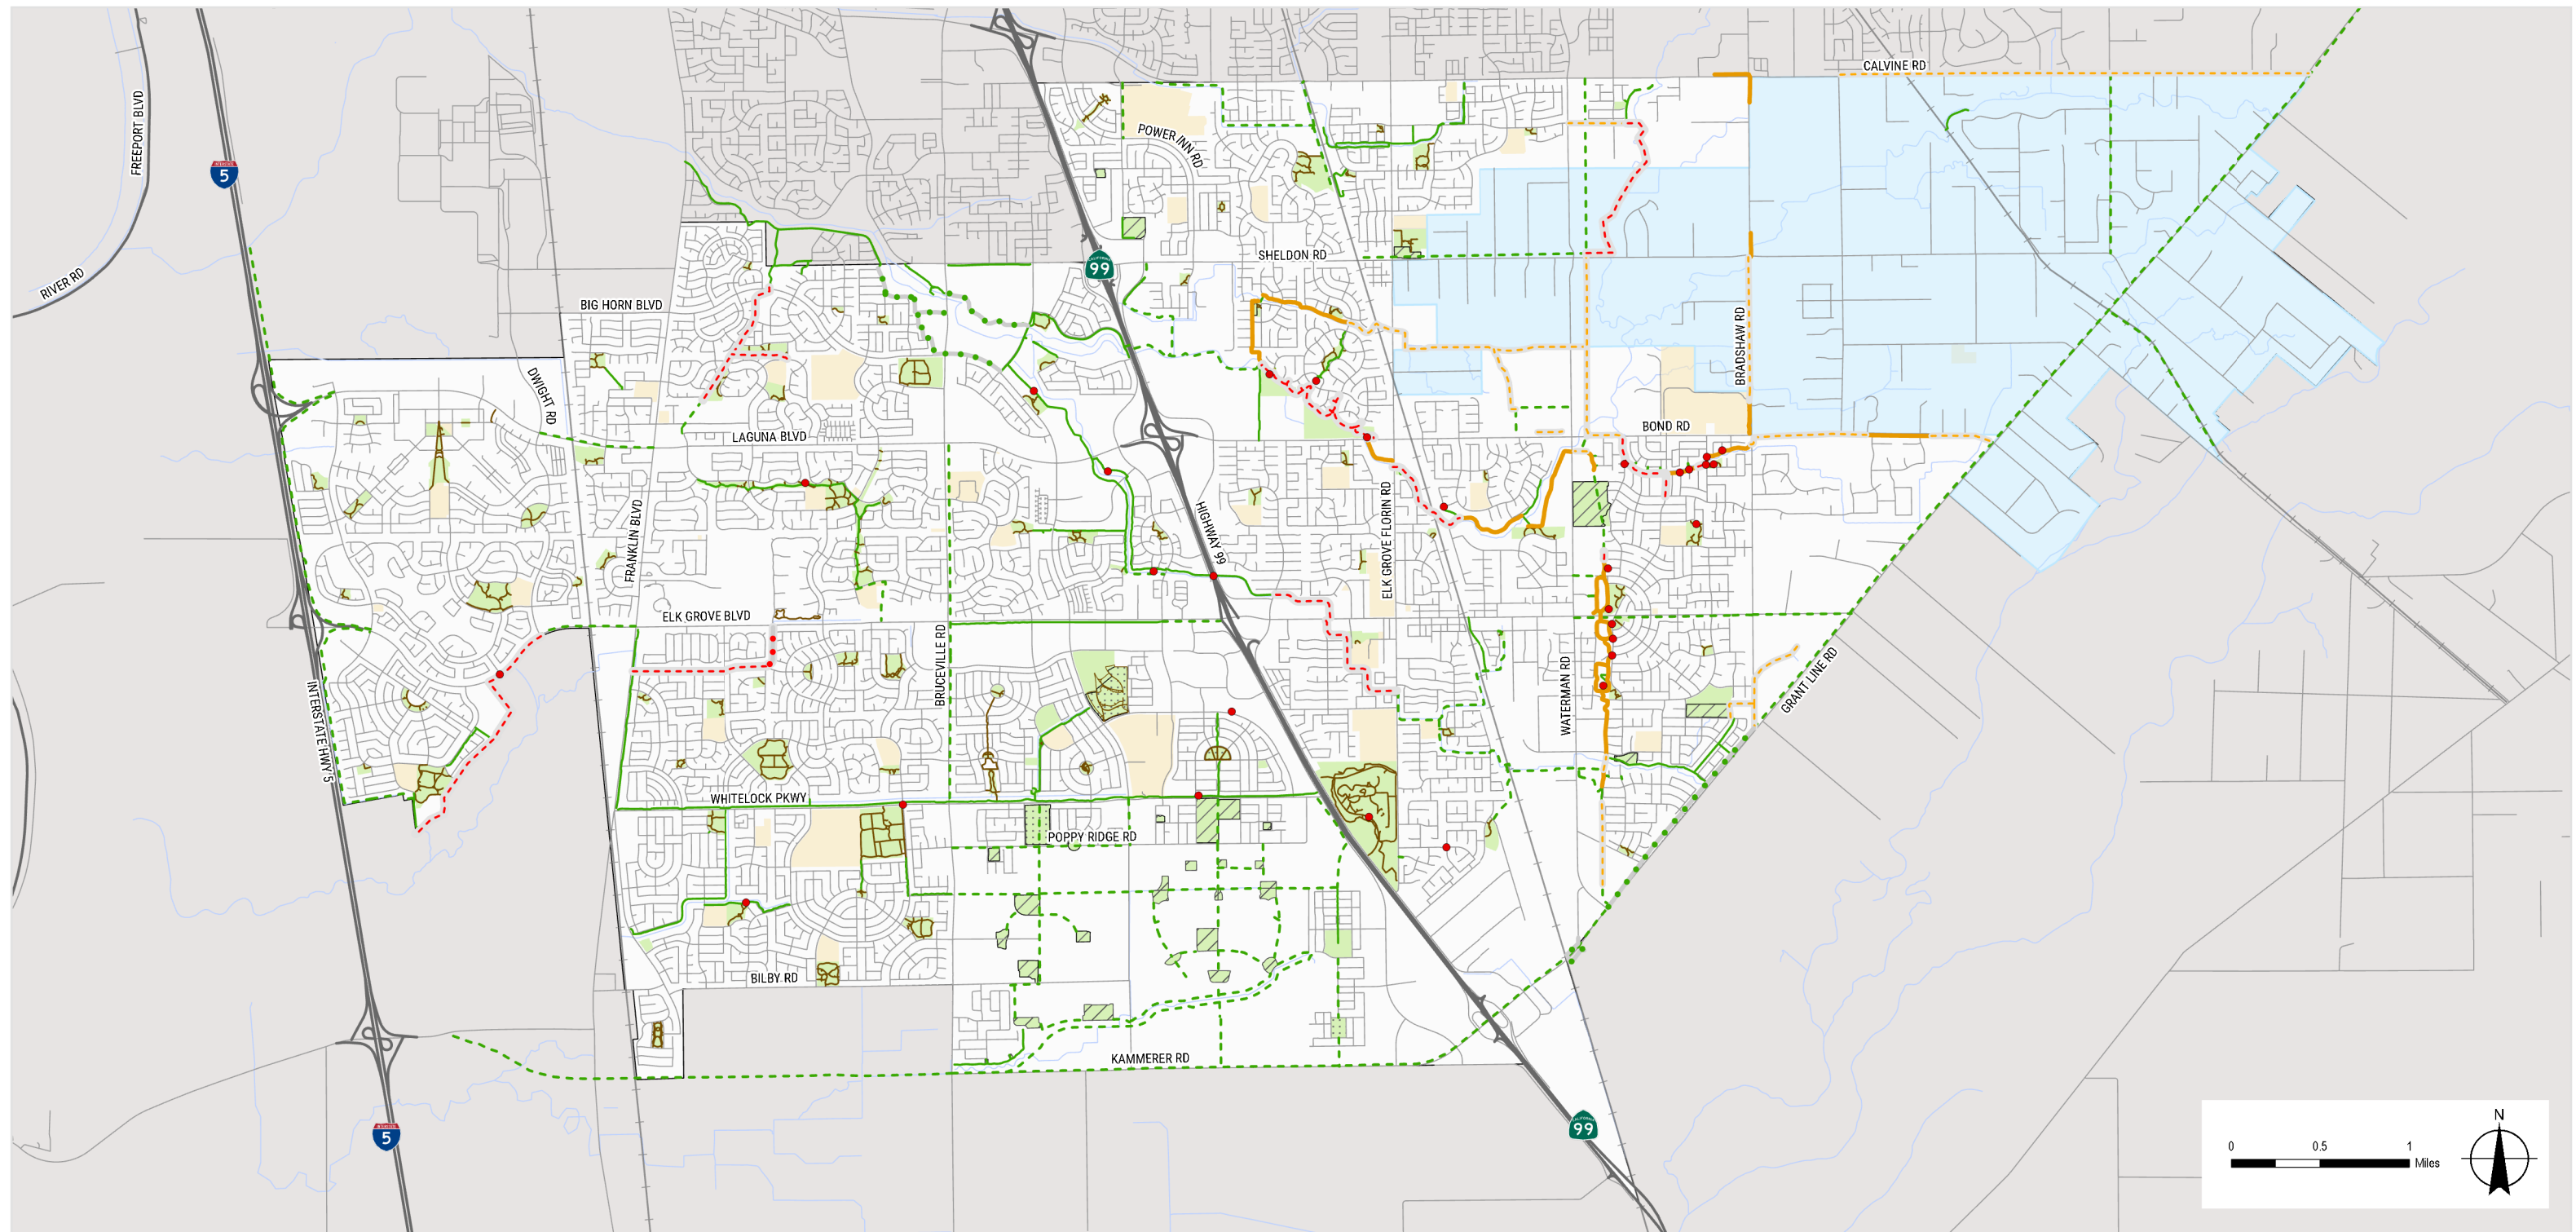 CALVINE RD
FREEPORT BLVD
POWER INN RD
5
SHELDON RD
99
RIVER RD
BIG HORN BLVD
BRADSHAW RD
DWIGHT RD
BOND RD
LAGUNA BLVD
FRANKLIN BLVD
HIGHWAY 99
ELK GROVE FLORIN RD
ELK GROVE BLVD
BRUCEVILLE RD
WATERMAN RD
GRANT LINE RD
INTERSTATE HWY 5
WHITELOCK PKWY
POPPY RIDGE RD
BILBY RD
KAMMERER RD
99
5
N
0 0.5 1
Miles